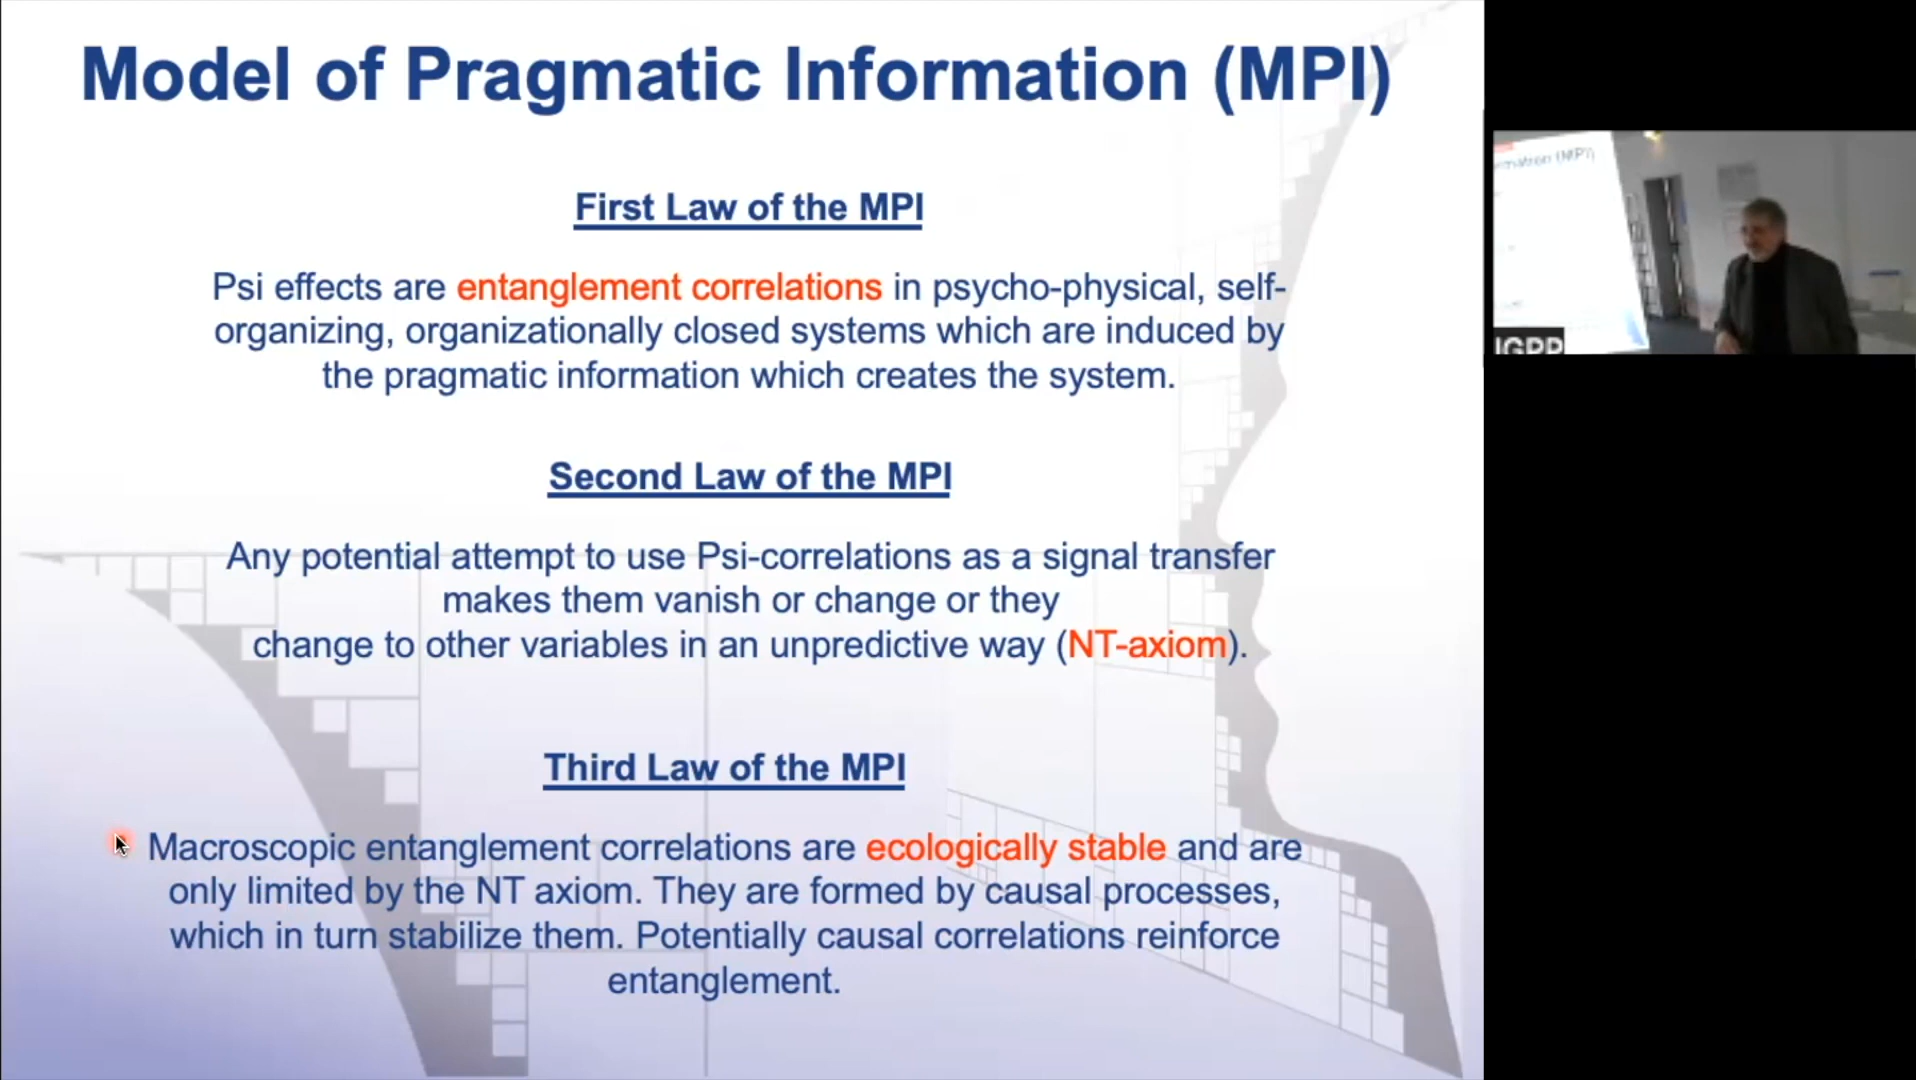 Model of Pragmatic Information (MPI)
First Law of the MPI
Psi effects are entanglement correlations in psycho-physical, self-
organizing, organizationally closed systems which are induced by
the pragmatic information which creates the system.
Second Law of the MPI
Any potential attempt to use Psi-correlations as a signal transfer
makes them vanish or change or they
change to other variables in an unpredictive way (NT-axiom).
Third Law of the MPI
Macroscopic entanglement correlations are ecologically stable and are
only limited by the NT axiom. They are formed by causal processes,
which in turn stabilize them. Potentially causal correlations reinforce
entanglement.
(MPI)
IGPP